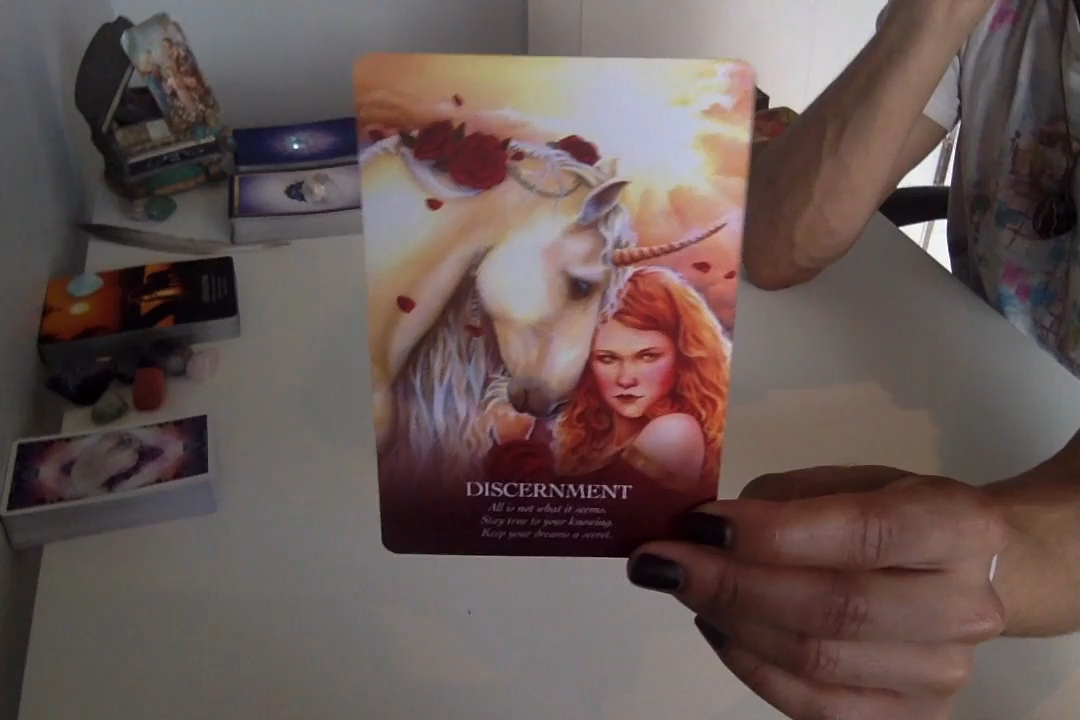 DISCERNMENT
All is not what it seems.
Stay true to your knowing.
Keep your dreams a secret.